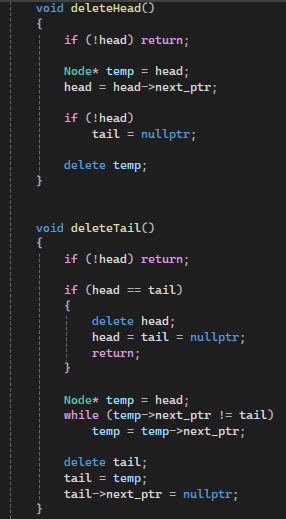 void deleteHead()
{
    if (!head) return;

    Node* temp = head;
    head = head->next_ptr;

    if (!head)
        tail = nullptr;

    delete temp;
}


void deleteTail()
{
    if (!head) return;

    if (head == tail)
    {
        delete head;
        head = tail = nullptr;
        return;
    }

    Node* temp = head;
    while (temp->next_ptr != tail)
        temp = temp->next_ptr;

    delete tail;
    tail = temp;
    tail->next_ptr = nullptr;
}